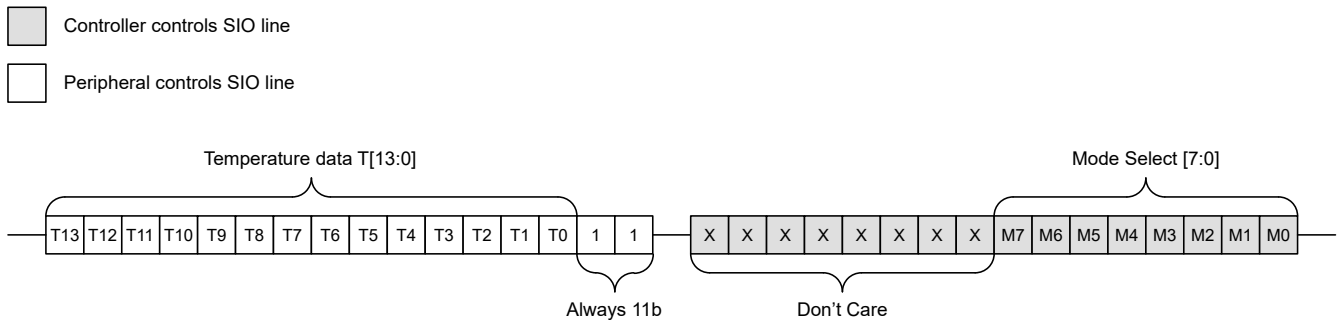 Controller controls SIO line
Peripheral controls SIO line
Temperature data T[13:0]
Mode Select [7:0]
T13 T12 T11 T10 T9 T8 T7 T6 T5 T4 T3 T2 T1 T0 1 1 X X X X X X X X M7 M6 M5 M4 M3 M2 M1 M0
Always 11b
Don’t Care